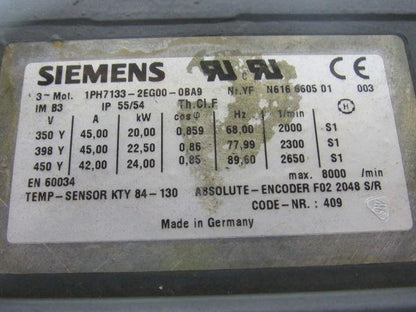 SIEMENS
3~Mot. 1PH7133-2EG00-0BA9 Nr.YF N616 6605 01 003
IM B3 IP 55/54 Th.Cl.F
V A kW cosφ Hz 1/min
350 Y 45,00 20,00 0,859 68,00 2000 S1
398 Y 45,00 22,50 0,86 77,99 2300 S1
450 Y 42,00 24,00 0,85 89,60 2650 S1
EN 60034 max. 8000 /min
TEMP-SENSOR KTY 84-130 ABSOLUTE-ENCODER F02 2048 S/R
CODE-NR.: 409
Made in Germany